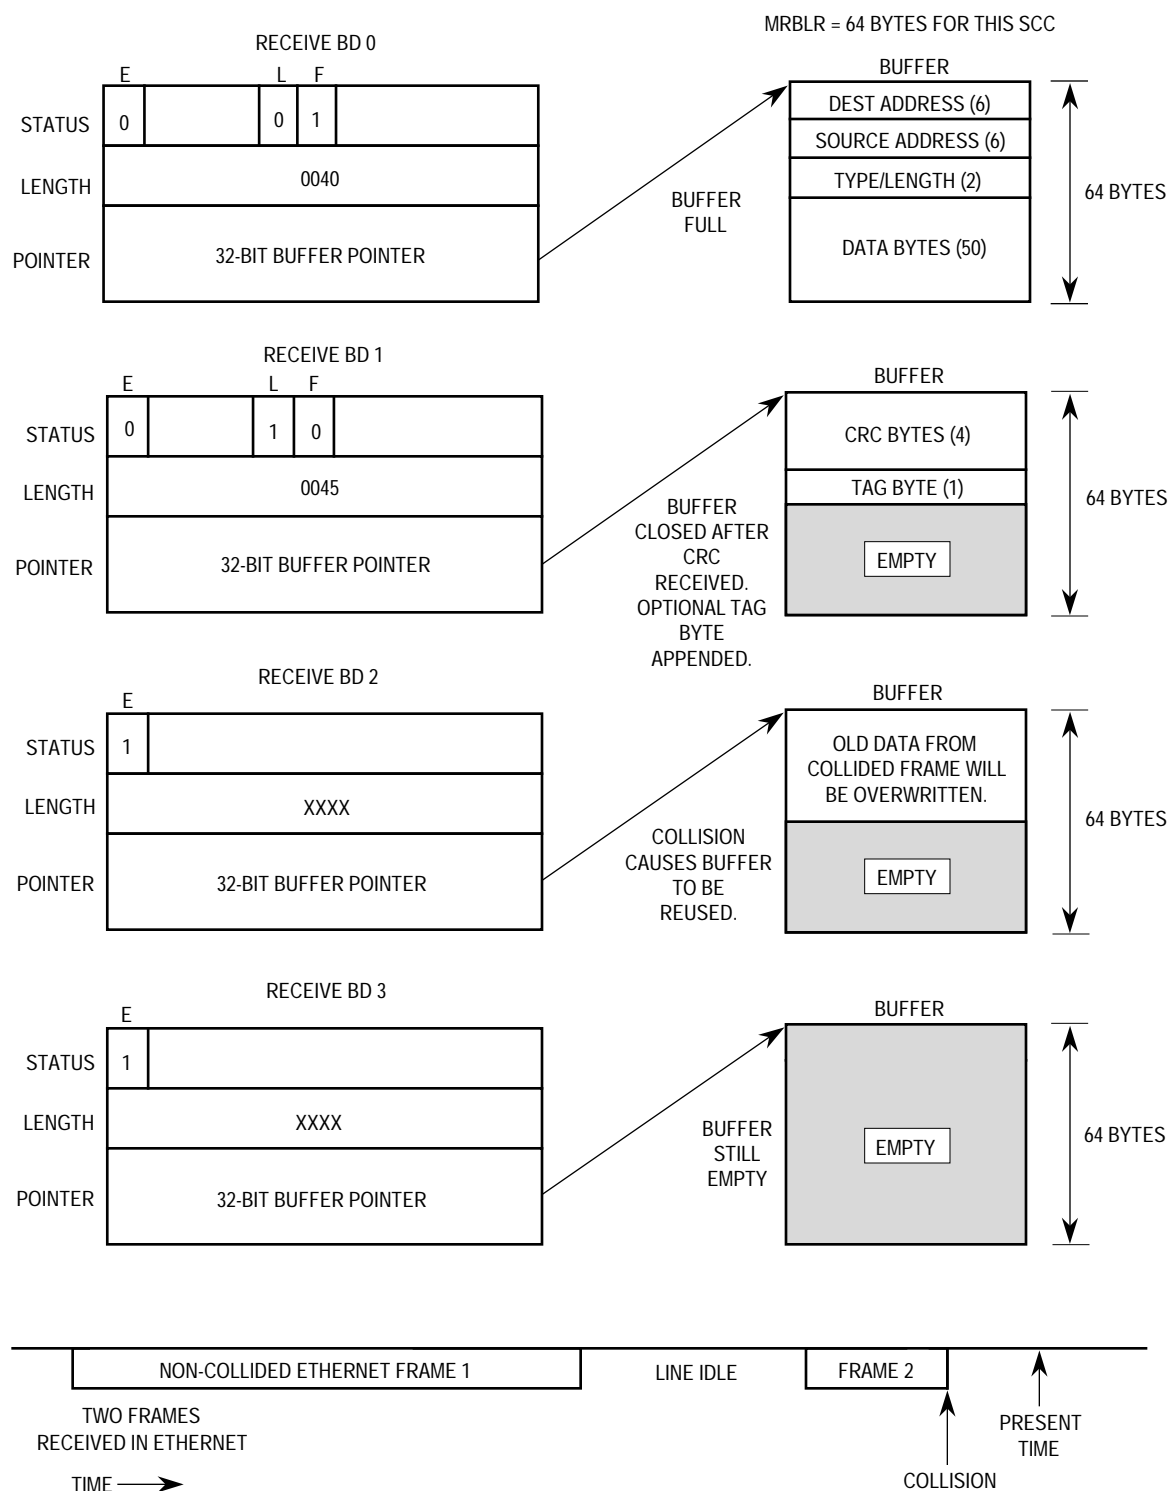 MRBLR = 64 BYTES FOR THIS SCC
RECEIVE BD 0
E L F
STATUS 0 0 1
LENGTH 0040
POINTER 32-BIT BUFFER POINTER
BUFFER
FULL
BUFFER
DEST ADDRESS (6)
SOURCE ADDRESS (6)
TYPE/LENGTH (2)
DATA BYTES (50)
64 BYTES
RECEIVE BD 1
E L F
STATUS 0 1 0
LENGTH 0045
POINTER 32-BIT BUFFER POINTER
BUFFER
CLOSED AFTER
CRC
RECEIVED.
OPTIONAL TAG
BYTE
APPENDED.
BUFFER
CRC BYTES (4)
TAG BYTE (1)
EMPTY
64 BYTES
RECEIVE BD 2
E
STATUS 1
LENGTH XXXX
POINTER 32-BIT BUFFER POINTER
COLLISION
CAUSES BUFFER
TO BE
REUSED.
BUFFER
OLD DATA FROM
COLLIDED FRAME WILL
BE OVERWRITTEN.
EMPTY
64 BYTES
RECEIVE BD 3
E
STATUS 1
LENGTH XXXX
POINTER 32-BIT BUFFER POINTER
BUFFER
STILL
EMPTY
BUFFER
EMPTY
64 BYTES
NON-COLLIDED ETHERNET FRAME 1 LINE IDLE FRAME 2
TWO FRAMES
RECEIVED IN ETHERNET
PRESENT
TIME
TIME
COLLISION